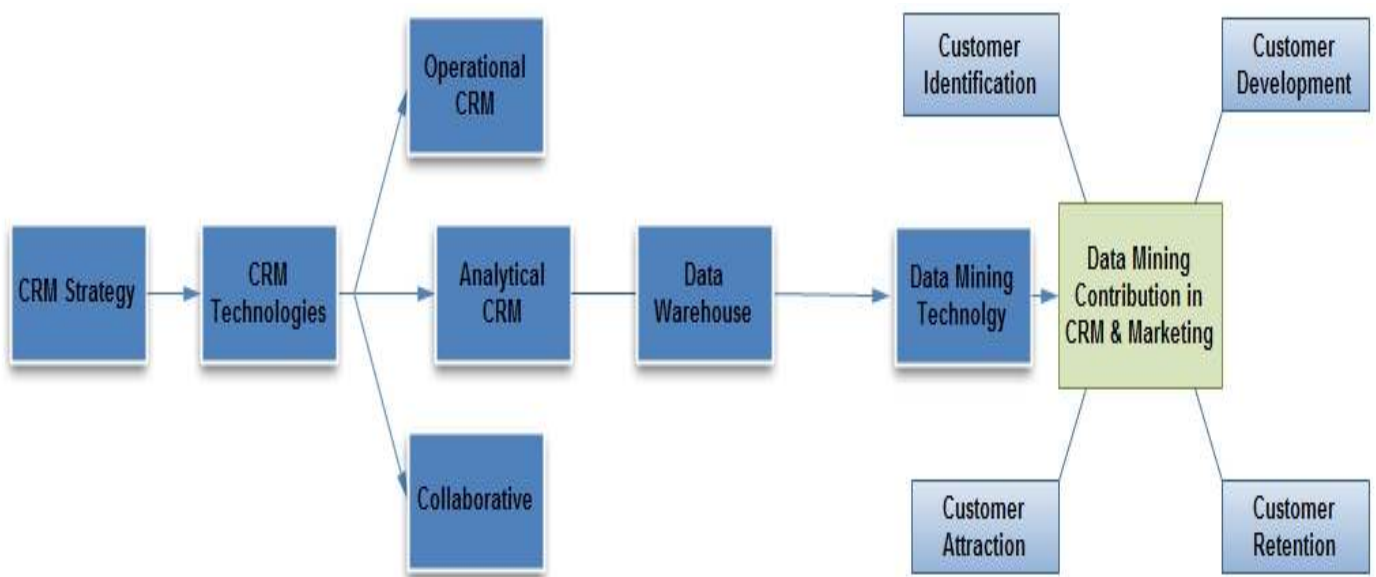 Operational
CRM
Customer
Identification
Customer
Development
CRM Strategy
CRM
Technologies
Analytical
CRM
Data
Warehouse
Data Mining
Technolgy
Data Mining
Contribution in
CRM & Marketing
Collaborative
Customer
Attraction
Customer
Retention